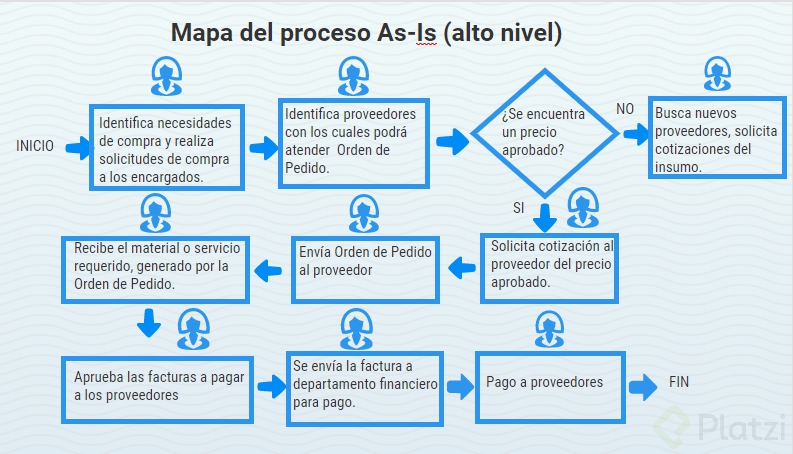 Mapa del proceso As-Is (alto nivel)
INICIO
Identifica necesidades
de compra y realiza
solicitudes de compra
a los encargados.
Identifica proveedores
con los cuales podrá
atender Orden de
Pedido.
¿Se encuentra
un precio
aprobado?
NO
Busca nuevos
proveedores, solicita
cotizaciones del
insumo.
SI
Solicita cotización al
proveedor del precio
aprobado.
Envía Orden de Pedido
al proveedor
Recibe el material o servicio
requerido, generado por la
Orden de Pedido.
Aprueba las facturas a pagar
a los proveedores
Se envía la factura a
departamento financiero
para pago.
Pago a proveedores
FIN
Platzi